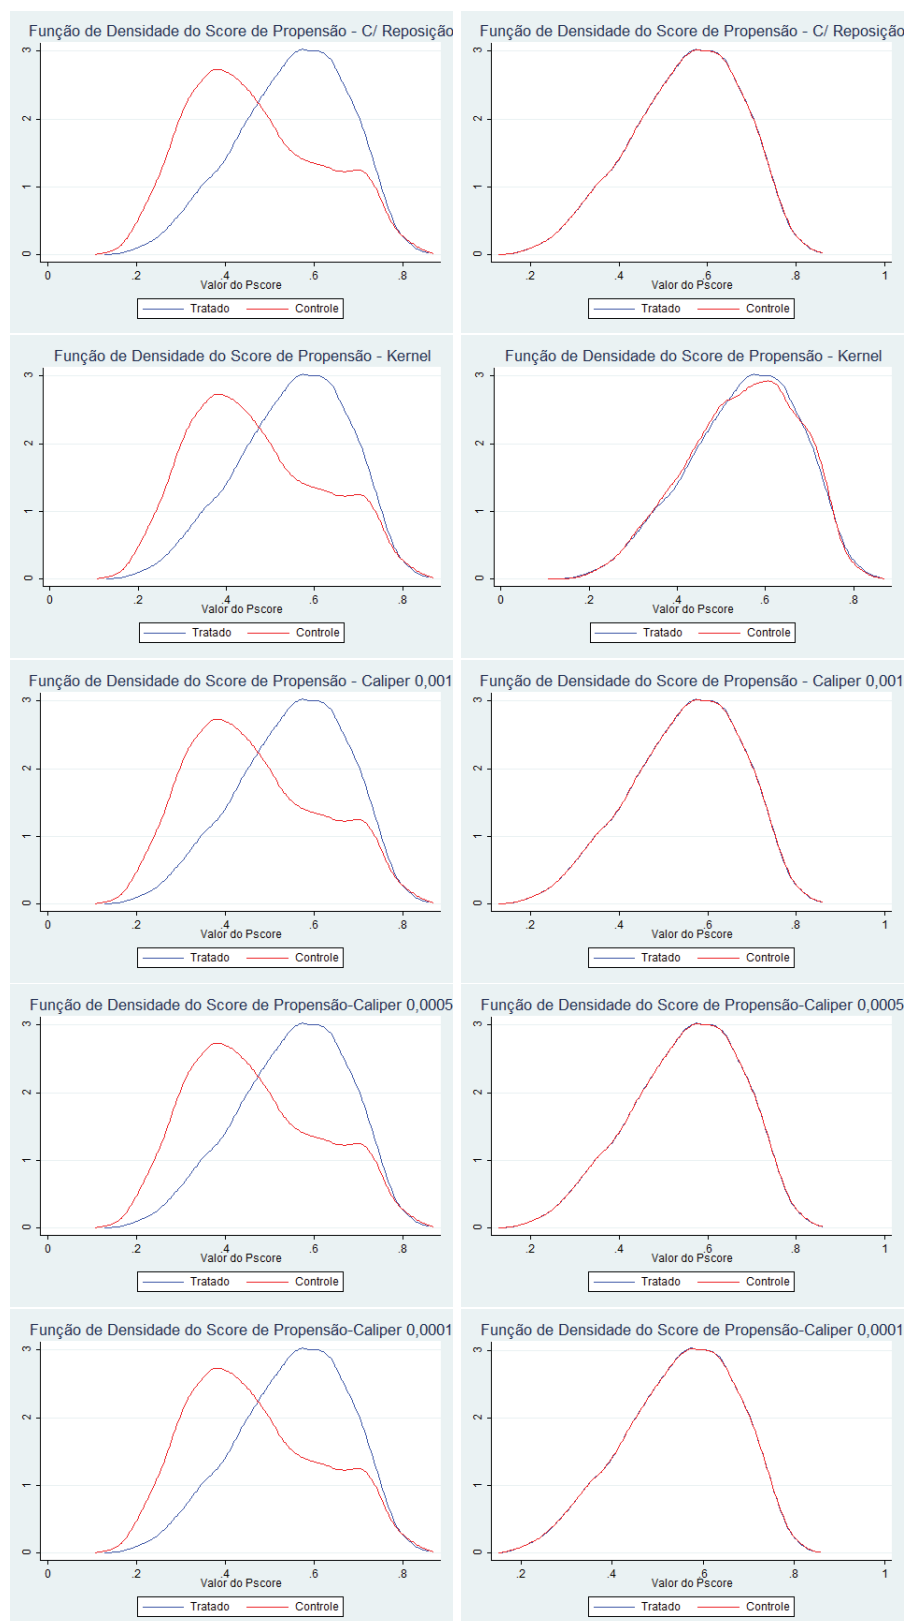 Função de Densidade do Score de Propensão - C/ Reposição
3
2
1
0
0 .2 .4 .6 .8
Valor do Pscore
Tratado Controle
Função de Densidade do Score de Propensão - C/ Reposição
3
2
1
0
.2 .4 .6 .8 1
Valor do Pscore
Tratado Controle
Função de Densidade do Score de Propensão - Kernel
3
2
1
0
0 .2 .4 .6 .8
Valor do Pscore
Tratado Controle
Função de Densidade do Score de Propensão - Kernel
3
2
1
0
0 .2 .4 .6 .8
Valor do Pscore
Tratado Controle
Função de Densidade do Score de Propensão - Caliper 0,001
3
2
1
0
0 .2 .4 .6 .8
Valor do Pscore
Tratado Controle
Função de Densidade do Score de Propensão - Caliper 0,001
3
2
1
0
.2 .4 .6 .8 1
Valor do Pscore
Tratado Controle
Função de Densidade do Score de Propensão-Caliper 0,0005
3
2
1
0
0 .2 .4 .6 .8
Valor do Pscore
Tratado Controle
Função de Densidade do Score de Propensão-Caliper 0,0005
3
2
1
0
.2 .4 .6 .8 1
Valor do Pscore
Tratado Controle
Função de Densidade do Score de Propensão-Caliper 0,0001
3
2
1
0
0 .2 .4 .6 .8
Valor do Pscore
Tratado Controle
Função de Densidade do Score de Propensão-Caliper 0,0001
3
2
1
0
.2 .4 .6 .8 1
Valor do Pscore
Tratado Controle